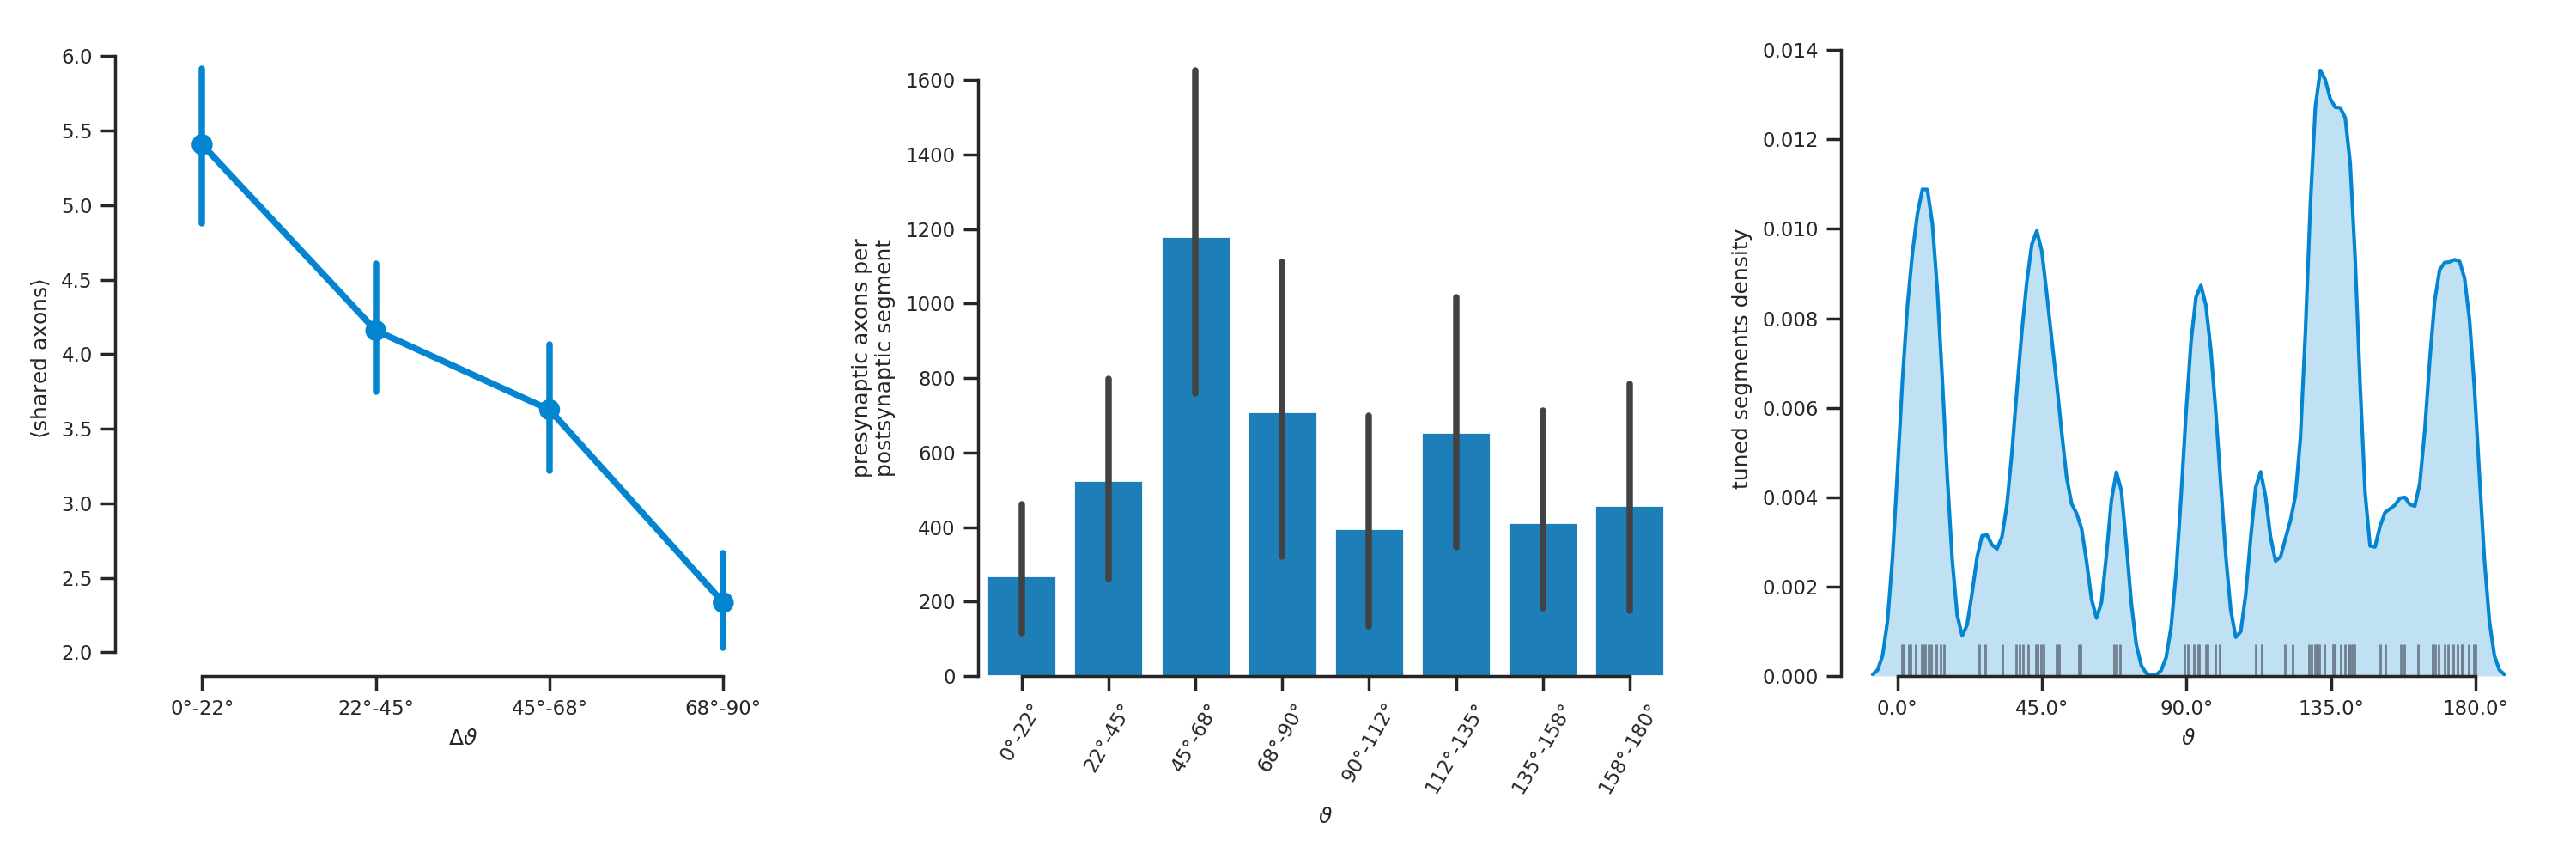 6.0
5.5
5.0
4.5
4.0
3.5
3.0
2.5
2.0
⟨shared axons⟩
0°-22° 22°-45° 45°-68° 68°-90°
Δϑ
1600
1400
1200
1000
800
600
400
200
0
presynaptic axons per
postsynaptic segment
0°-22° 22°-45° 45°-68° 68°-90° 90°-112° 112°-135° 135°-158° 158°-180°
ϑ
0.014
0.012
0.010
0.008
0.006
0.004
0.002
0.000
tuned segments density
0.0° 45.0° 90.0° 135.0° 180.0°
ϑ